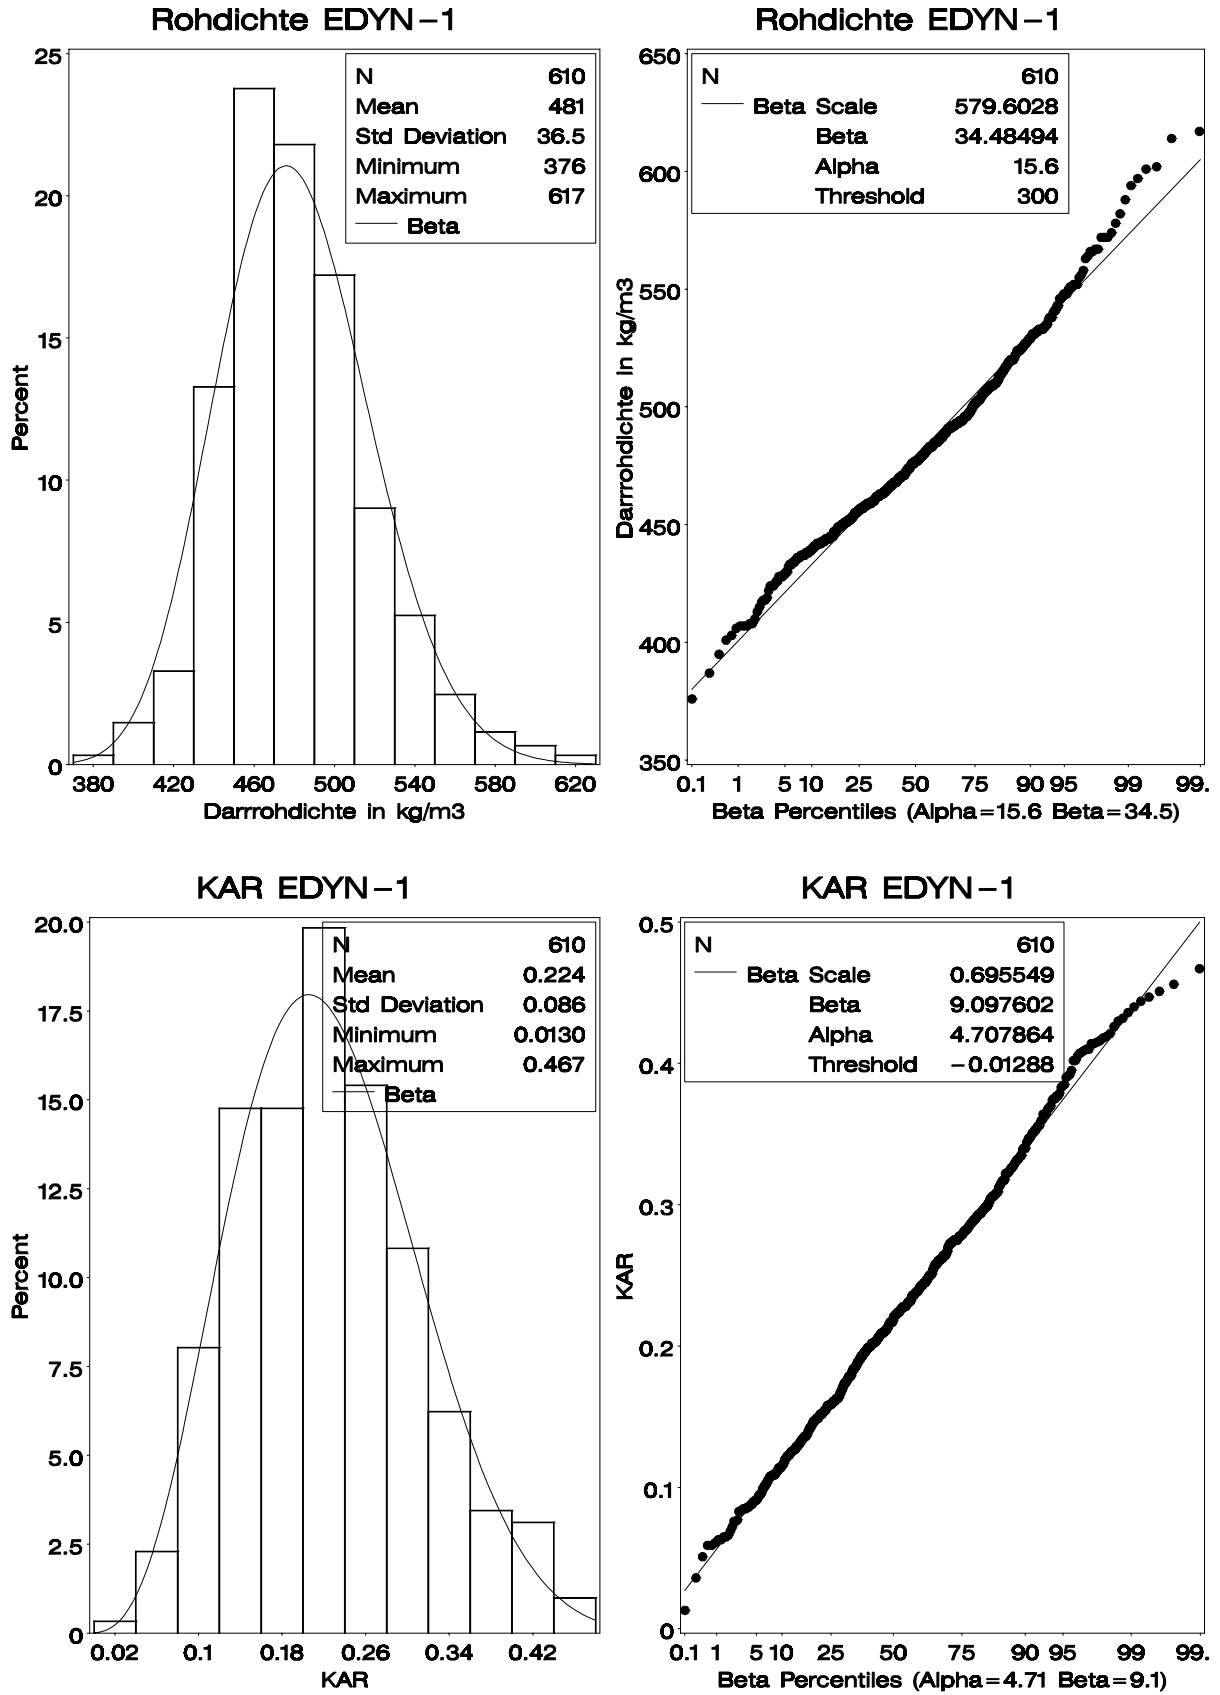 Rohdichte EDYN−1
25
20
15
10
5
0
Percent
N 610
Mean 481
Std Deviation 36.5
Minimum 376
Maximum 617
Beta
380 420 460 500 540 580 620
Darrrohdichte in kg/m3
Rohdichte EDYN−1
650
600
550
500
450
400
350
Darrrohdichte in kg/m3
N 610
Beta Scale 579.6028
Beta 34.48494
Alpha 15.6
Threshold 300
0.1 1 5 10 25 50 75 90 95 99 99.
Beta Percentiles (Alpha=15.6 Beta=34.5)
KAR EDYN−1
20.0
17.5
15.0
12.5
10.0
7.5
5.0
2.5
0
Percent
N 610
Mean 0.224
Std Deviation 0.086
Minimum 0.0130
Maximum 0.467
Beta
0.02 0.1 0.18 0.26 0.34 0.42
KAR
KAR EDYN−1
0.5
0.4
0.3
0.2
0.1
0
KAR
N 610
Beta Scale 0.695549
Beta 9.097602
Alpha 4.707864
Threshold −0.01288
0.1 1 5 10 25 50 75 90 95 99 99.
Beta Percentiles (Alpha=4.71 Beta=9.1)